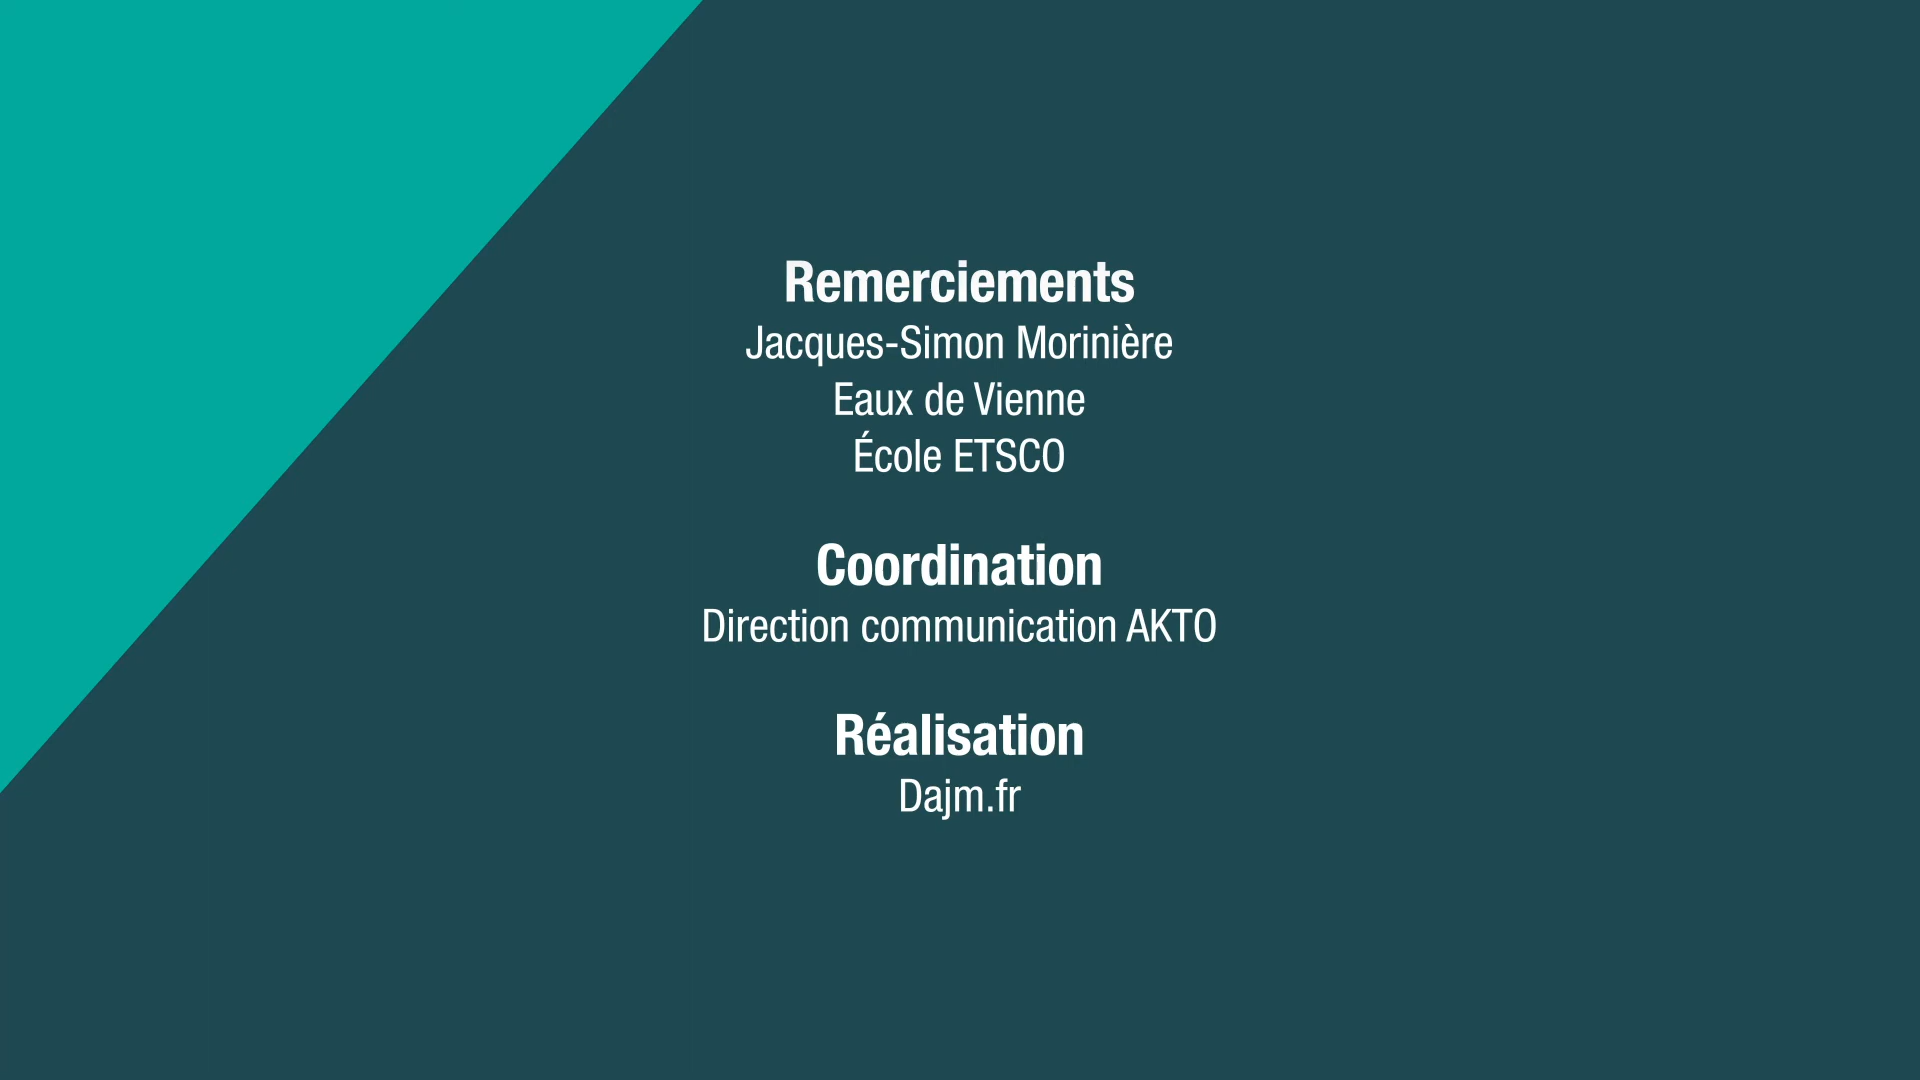 Remerciements
Jacques-Simon Morinière
Eaux de Vienne
École ETSCO
Coordination
Direction communication AKTO
Réalisation
Dajm.fr